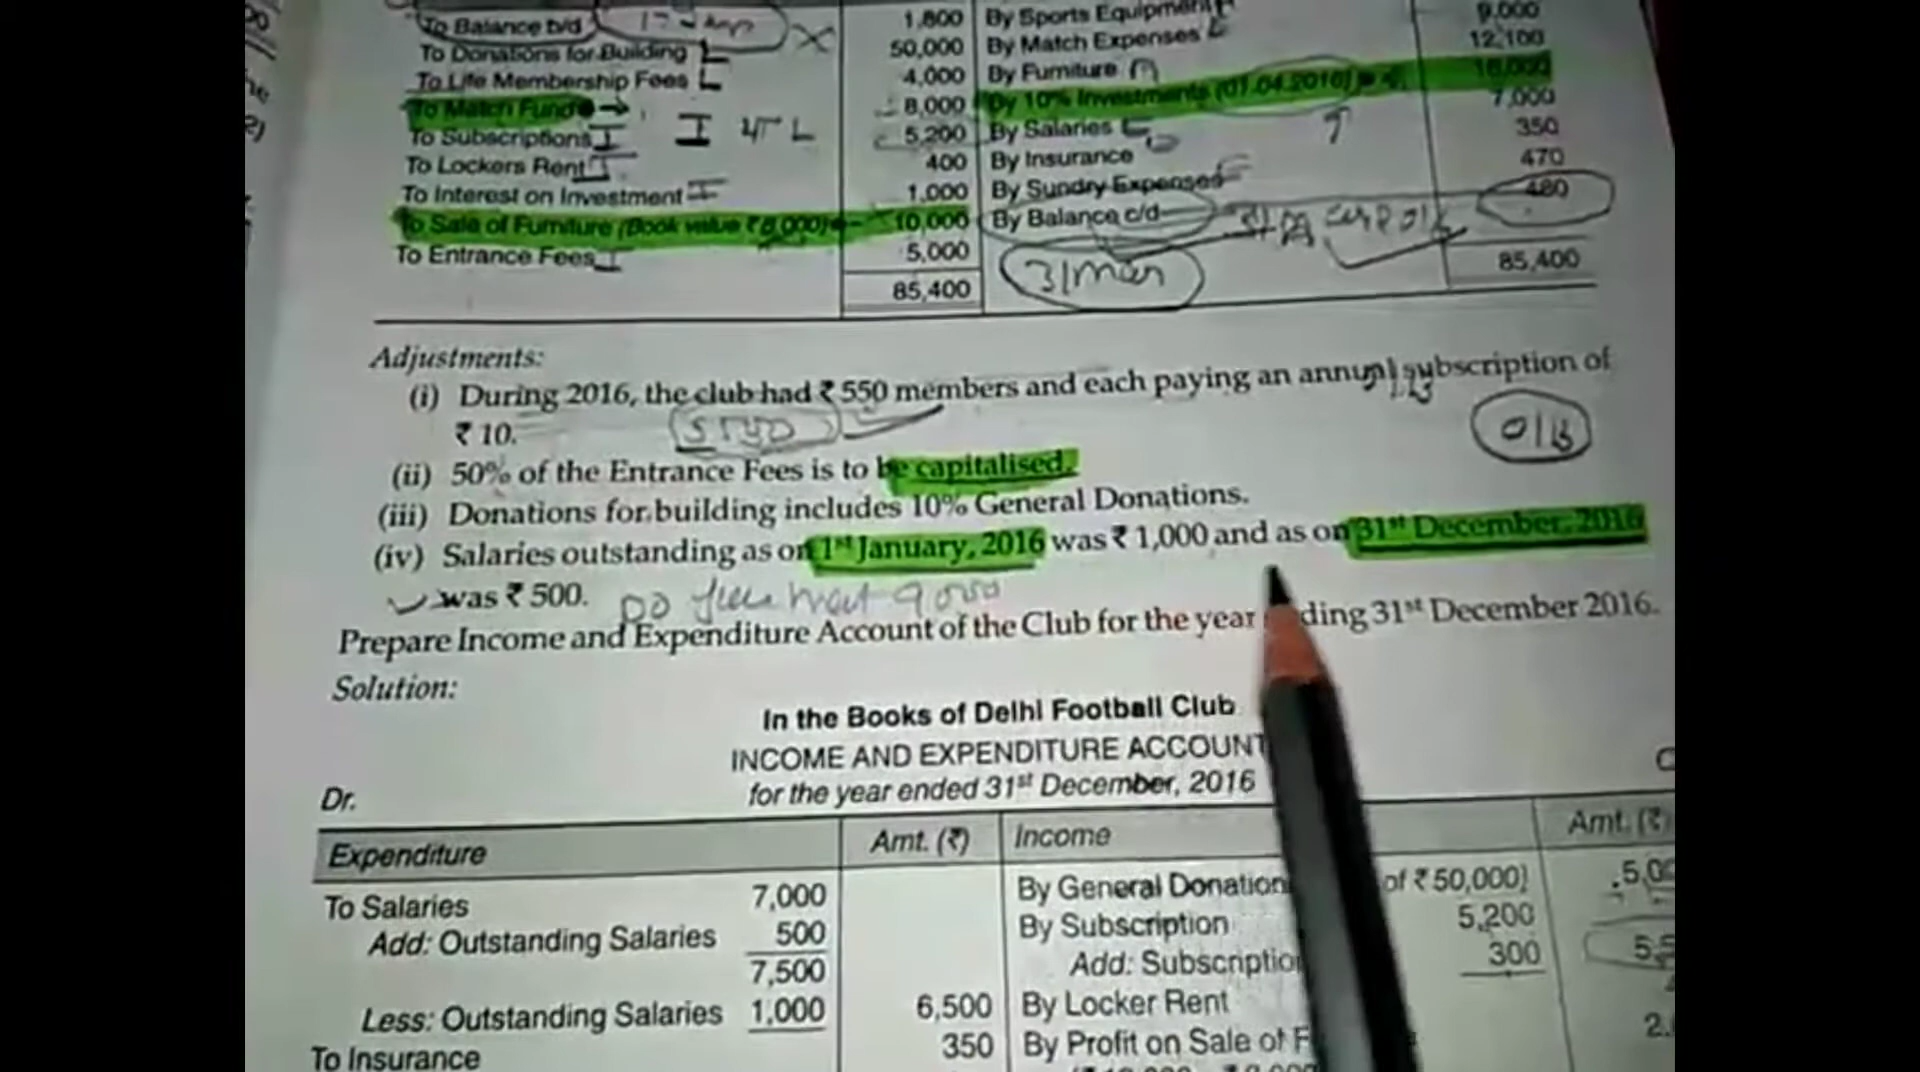 To Balance b/d 1,800 By Sports Equipment
To Donations for Building 50,000 By Match Expenses 9,000
To Life Membership Fees 4,000 By Furniture 12,100
To Match Fund 8,000 By 10% Investments (01.04.2016) 16,000
To Subscriptions 5,200 By Salaries 7,000
To Lockers Rent 400 By Insurance 350
To Interest on Investment 1,000 By Sundry Expenses 470
To Sale of Furniture (Book value ₹ 8,000) 10,000 By Balance c/d 480
To Entrance Fees 5,000 31 Mar
85,400 85,400
Adjustments:
(i) During 2016, the club had ₹ 550 members and each paying an annual subscription of
₹ 10.
(ii) 50% of the Entrance Fees is to be capitalised.
(iii) Donations for building includes 10% General Donations.
(iv) Salaries outstanding as on 1st January, 2016 was ₹ 1,000 and as on 31st December, 2016
was ₹ 500.
Prepare Income and Expenditure Account of the Club for the year ding 31st December 2016.
Solution:
In the Books of Delhi Football Club
INCOME AND EXPENDITURE ACCOUNT
for the year ended 31st December, 2016
Dr.
Expenditure Amt. (₹) Income Amt. (₹)
To Salaries 7,000 By General Donation of ₹ 50,000)
Add: Outstanding Salaries 500 By Subscription 5,200
7,500 Add: Subscriptio 300
Less: Outstanding Salaries 1,000 6,500 By Locker Rent
To Insurance 350 By Profit on Sale of F